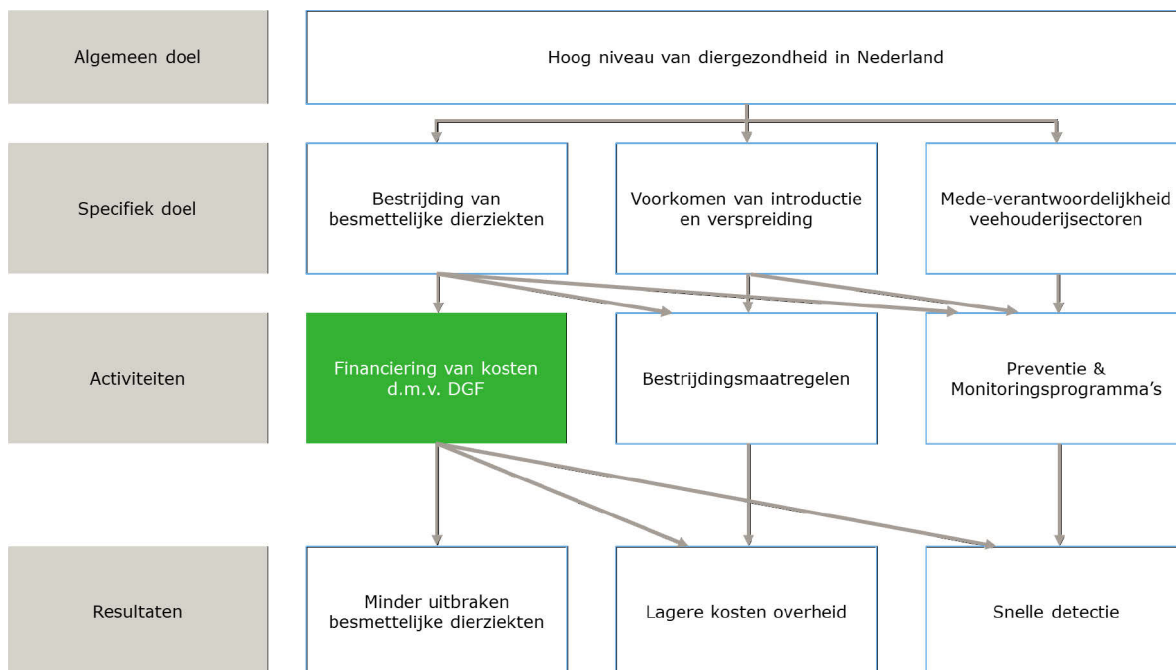 Algemeen doel
Hoog niveau van diergezondheid in Nederland
Specifiek doel
Bestrijding van
besmettelijke dierziekten
Voorkomen van introductie
en verspreiding
Mede-verantwoordelijkheid
veehouderijsectoren
Activiteiten
Financiering van kosten
d.m.v. DGF
Bestrijdingsmaatregelen
Preventie &
Monitoringsprogramma’s
Resultaten
Minder uitbraken
besmettelijke dierziekten
Lagere kosten overheid
Snelle detectie